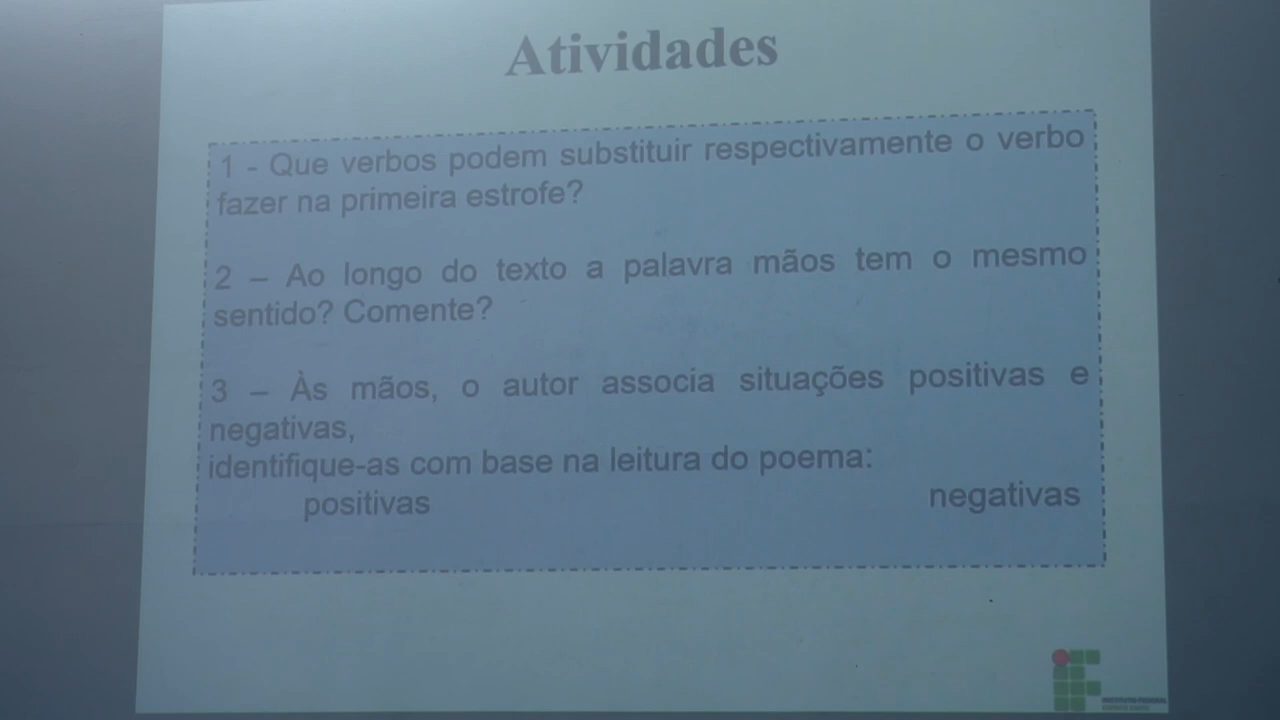 Atividades
1 - Que verbos podem substituir respectivamente o verbo
fazer na primeira estrofe?
2 – Ao longo do texto a palavra mãos tem o mesmo
sentido? Comente?
3 – Às mãos, o autor associa situações positivas e
negativas,
identifique-as com base na leitura do poema:
positivas negativas
INSTITUTO FEDERAL